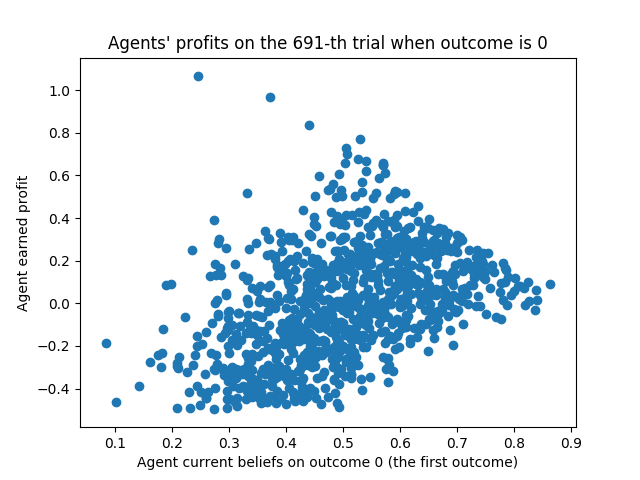 Agents' profits on the 691-th trial when outcome is 0
Agent earned profit
1.0
0.8
0.6
0.4
0.2
0.0
−0.2
−0.4
0.1 0.2 0.3 0.4 0.5 0.6 0.7 0.8 0.9
Agent current beliefs on outcome 0 (the first outcome)